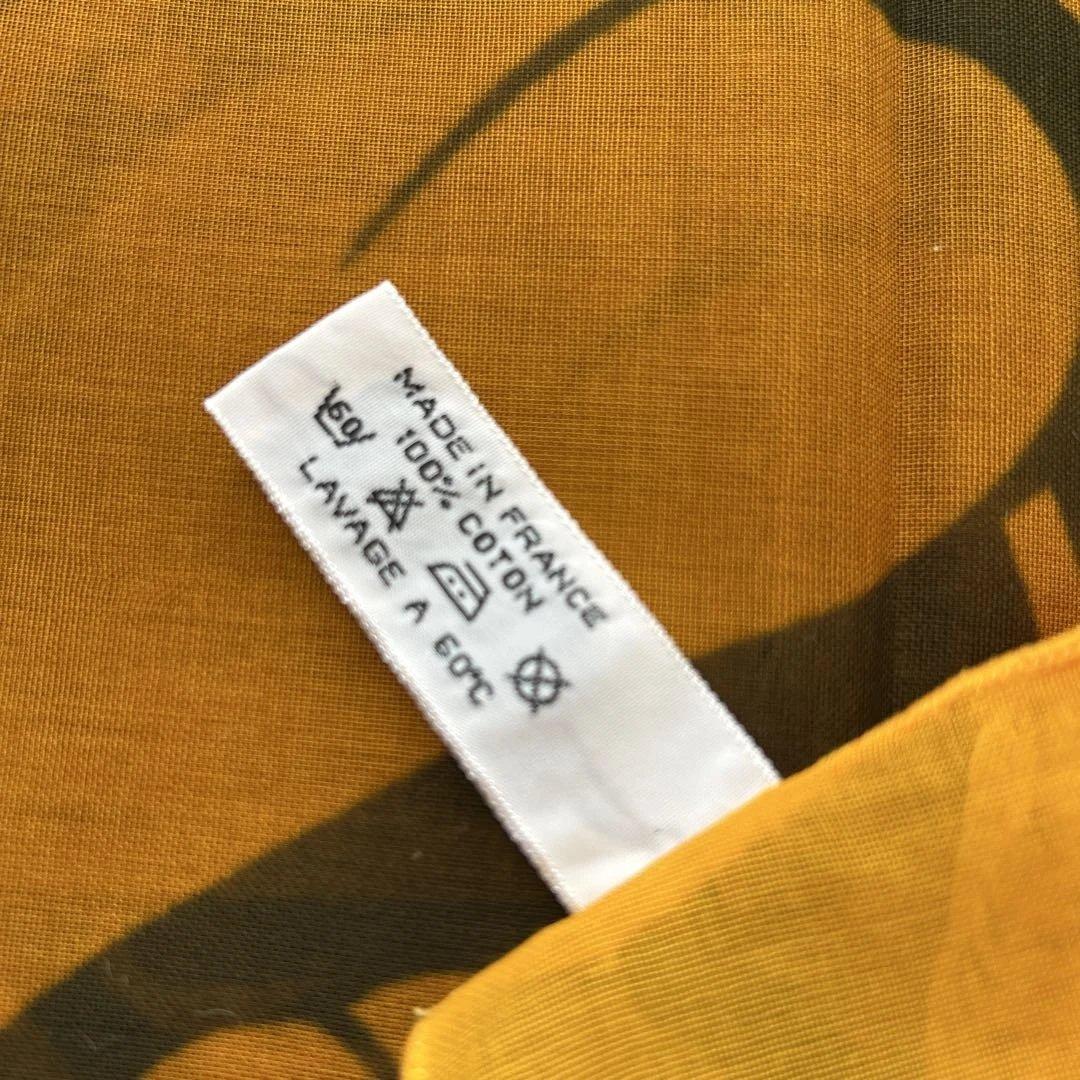 MADE IN FRANCE
100% COTON
60
LAVAGE A 60°C